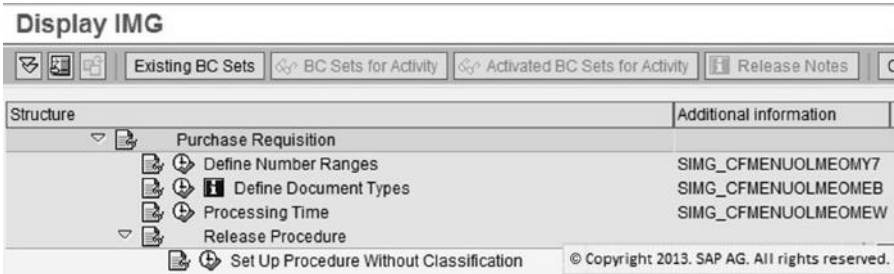 Display IMG
Existing BC Sets BC Sets for Activity Activated BC Sets for Activity Release Notes
Structure Additional information
Purchase Requisition
Define Number Ranges SIMG_CFMENUOLMEOMY7
Define Document Types SIMG_CFMENUOLMEOMEB
Processing Time SIMG_CFMENUOLMEOMEW
Release Procedure
Set Up Procedure Without Classification © Copyright 2013. SAP AG. All rights reserved.